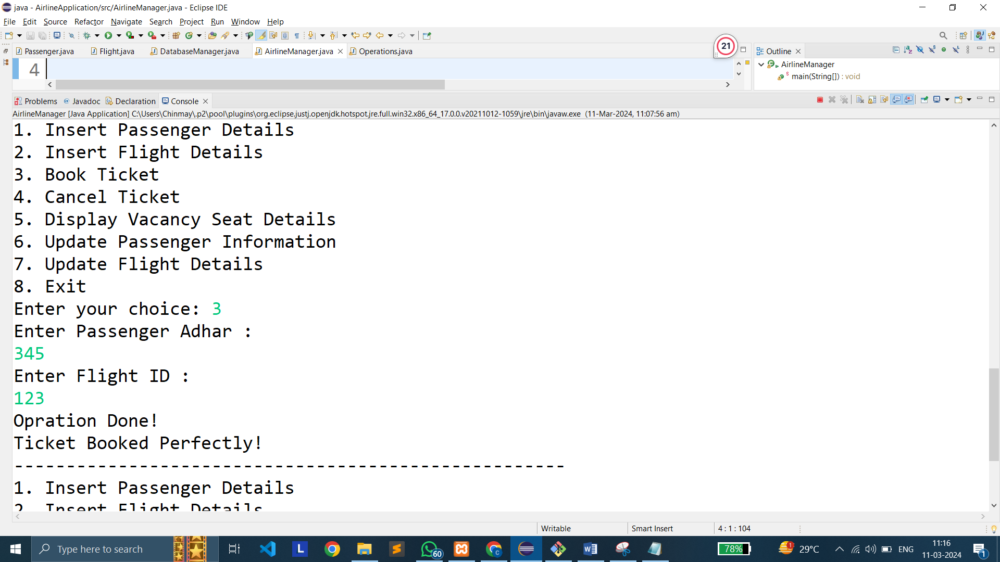 java - AirlineApplication/src/AirlineManager.java - Eclipse IDE
File Edit Source Refactor Navigate Search Project Run Window Help
Passenger.java Flight.java DatabaseManager.java AirlineManager.java Operations.java
21
Outline
4
AirlineManager
main(String[]) : void
Problems @ Javadoc Declaration Console
AirlineManager [Java Application] C:\Users\Chinmay\.p2\pool\plugins\org.eclipse.justj.openjdk.hotspot.jre.full.win32.x86_64_17.0.0.v20211012-1059\jre\bin\javaw.exe (11-Mar-2024, 11:07:56 am)
1. Insert Passenger Details
2. Insert Flight Details
3. Book Ticket
4. Cancel Ticket
5. Display Vacancy Seat Details
6. Update Passenger Information
7. Update Flight Details
8. Exit
Enter your choice: 3
Enter Passenger Adhar :
345
Enter Flight ID :
123
Opration Done!
Ticket Booked Perfectly!
-----------------------------------------------------
1. Insert Passenger Details
2. Insert Flight Details
Writable Smart Insert 4 : 1 : 104
Type here to search
L
60
78%
1
29°C
ENG
11:16
11-03-2024
1